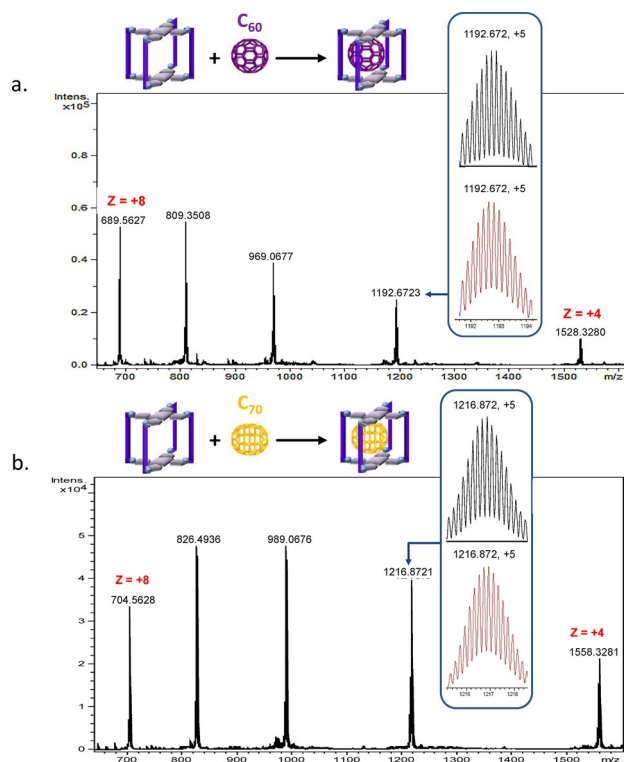 C60
a.
1192.672, +5
1192.672, +5
1192 1193 1194
Intens.
x10^5
1.0
0.8
0.6
0.4
0.2
0.0
Z = +8
689.5627
809.3508
969.0677
1192.6723
Z = +4
1528.3280
700 800 900 1000 1100 1200 1300 1400 1500 m/z
C70
b.
1216.872, +5
1216.872, +5
1216 1217 1218
Intens.
x10^4
5
4
3
2
1
0
Z = +8
704.5628
826.4936
989.0676
1216.8721
Z = +4
1558.3281
700 800 900 1000 1100 1200 1300 1400 1500 m/z